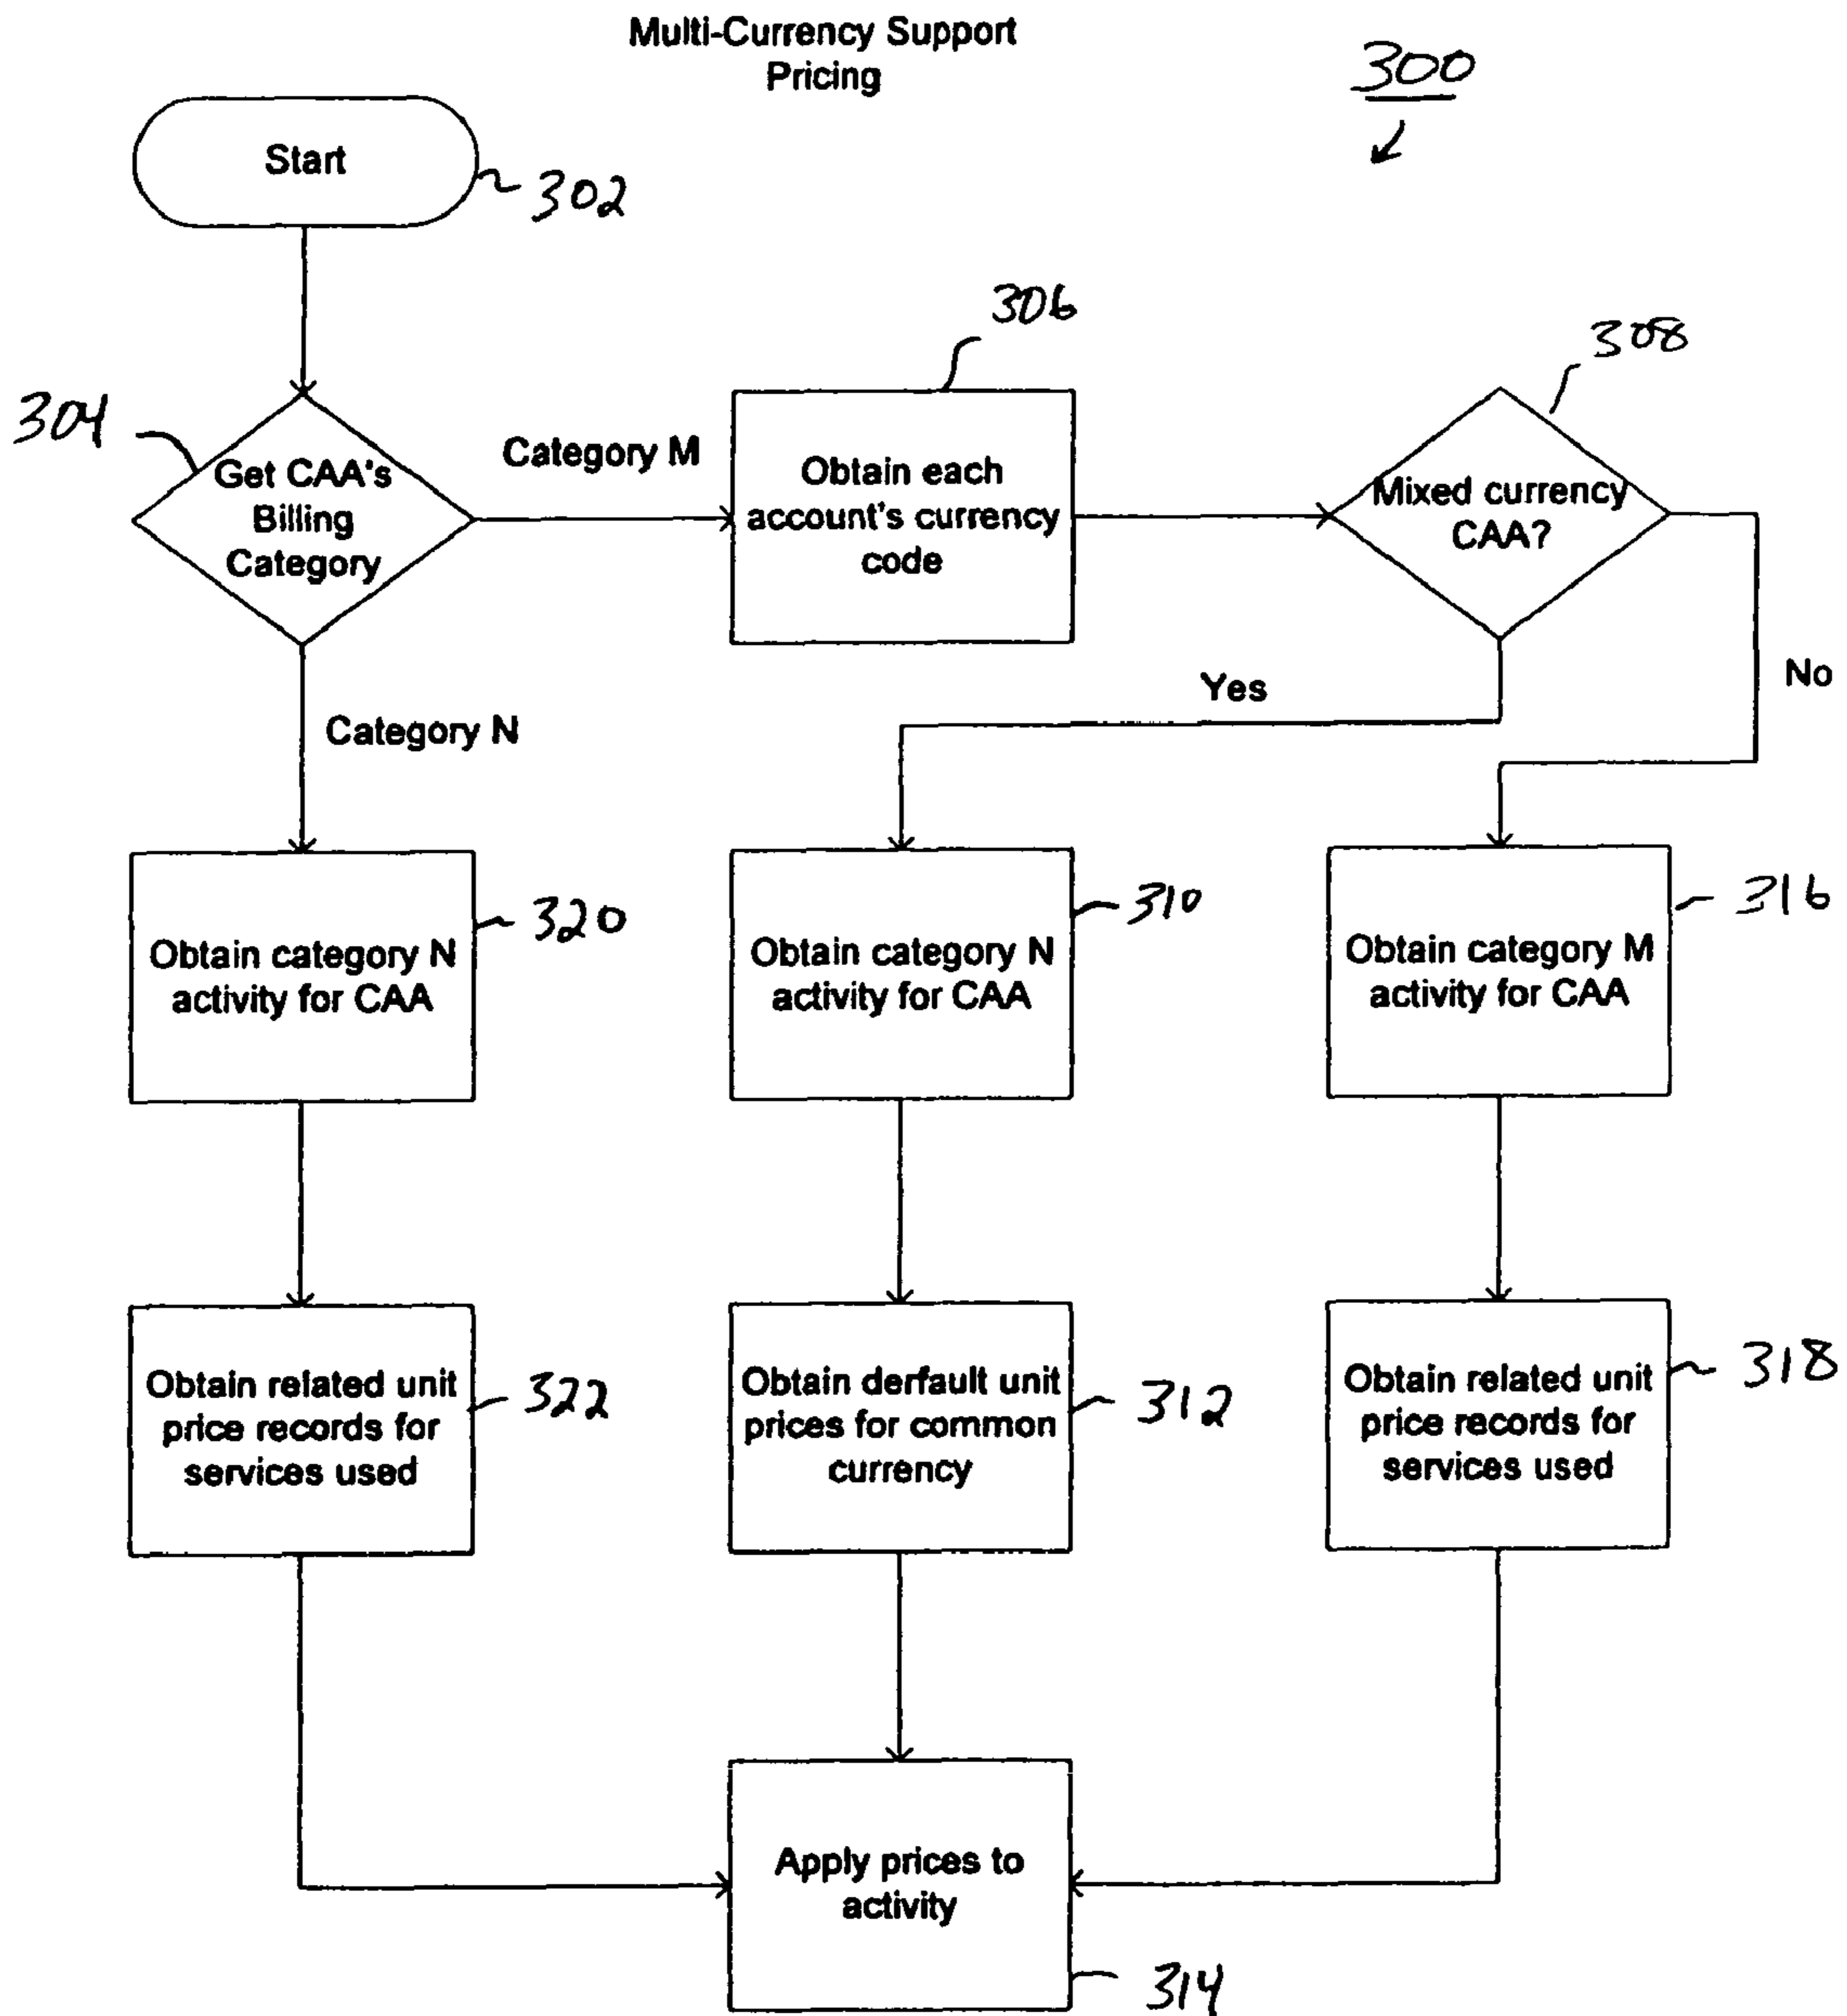 Multi-Currency Support
Pricing
300
Start
302
306
308
304
Get CAA's
Billing
Category
Category M
Obtain each
account's currency
code
Mixed currency
CAA?
Yes
No
Category N
320
310
316
Obtain category N
activity for CAA
Obtain category N
activity for CAA
Obtain category M
activity for CAA
Obtain related unit
price records for
services used
322
Obtain derfault unit
prices for common
currency
312
Obtain related unit
price records for
services used
318
Apply prices to
activity
314